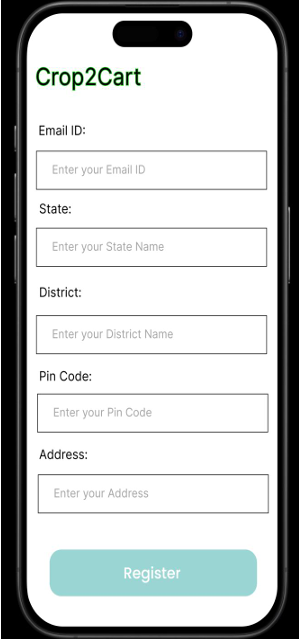 Crop2Cart
Email ID:
Enter your Email ID
State:
Enter your State Name
District:
Enter your District Name
Pin Code:
Enter your Pin Code
Address:
Enter your Address
Register